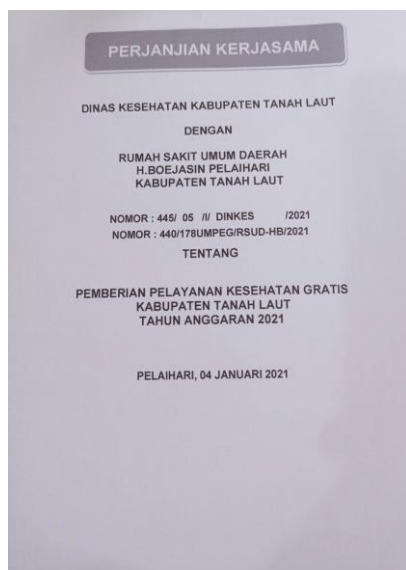 PERJANJIAN KERJASAMA
DINAS KESEHATAN KABUPATEN TANAH LAUT
DENGAN
RUMAH SAKIT UMUM DAERAH
H.BOEJASIN PELAIHARI
KABUPATEN TANAH LAUT
NOMOR : 445/ 05 /I/ DINKES /2021
NOMOR : 440/178UMPEG/RSUD-HB/2021
TENTANG
PEMBERIAN PELAYANAN KESEHATAN GRATIS
KABUPATEN TANAH LAUT
TAHUN ANGGARAN 2021
PELAIHARI, 04 JANUARI 2021